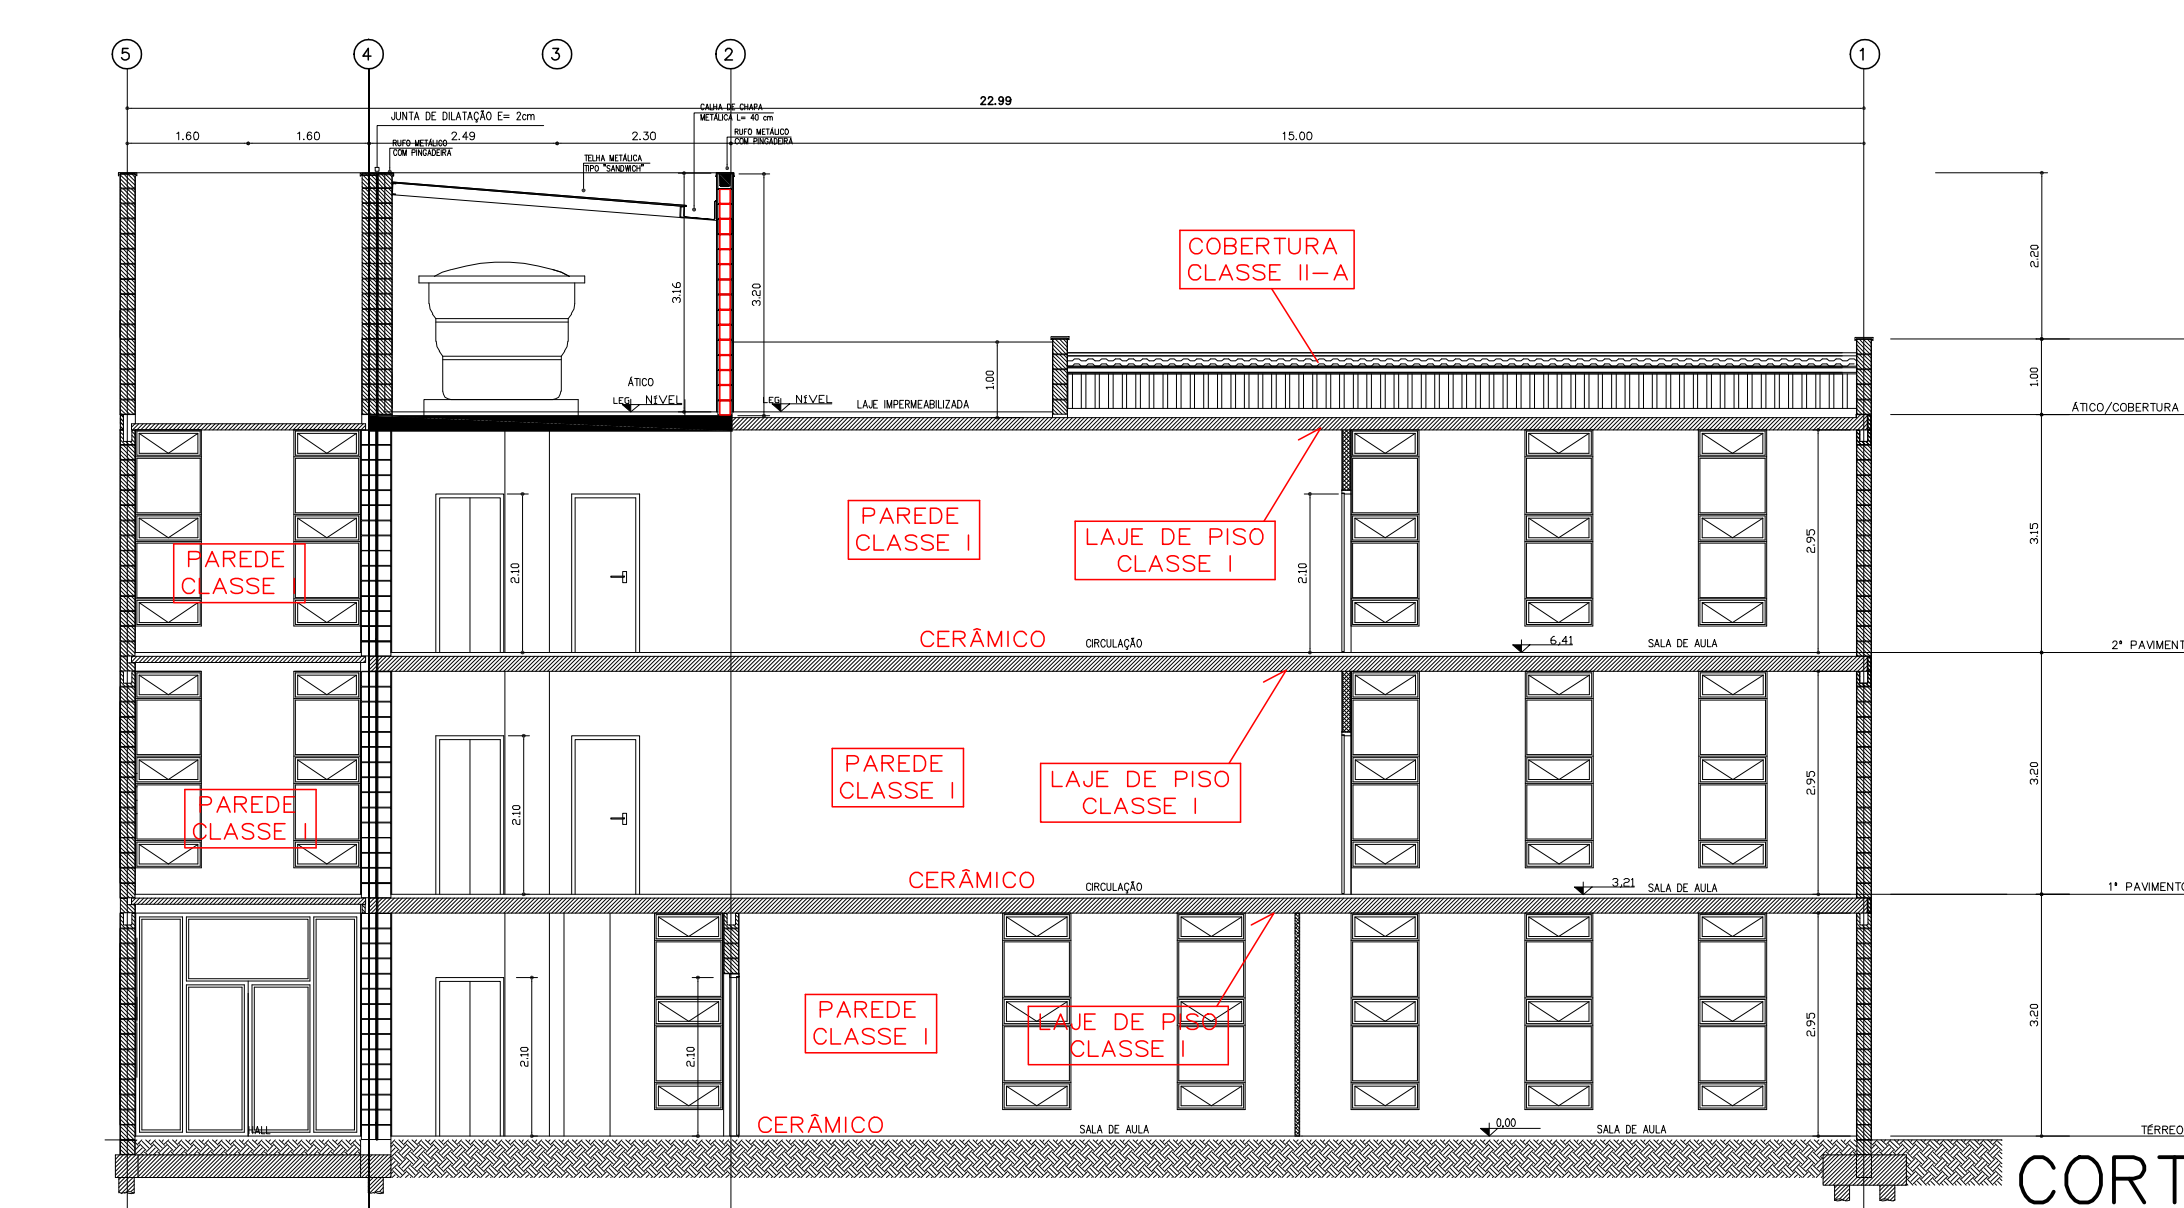 5
4
3
2
1
22.99
1.60
1.60
2.49
2.30
15.00
JUNTA DE DILATAÇÃO E= 2cm
CALHA DE CHAPA
METÁLICA L= 40 cm
RUFO METÁLICO
COM PINGADEIRA
RUFO METÁLICO
COM PINGADEIRA
TELHA METÁLICA
TIPO "SANDWICH"
COBERTURA
CLASSE II-A
3.16
3.20
2.20
1.00
1.00
ÁTICO
LEG
NíVEL
LEG
NíVEL
LAJE IMPERMEABILIZADA
ÁTICO/COBERTURA
PAREDE
CLASSE I
LAJE DE PISO
CLASSE I
PAREDE
CLASSE
2.10
2.10
2.95
3.15
CERÂMICO
CIRCULAÇÃO
6,41
SALA DE AULA
2° PAVIMENT
PAREDE
CLASSE I
LAJE DE PISO
CLASSE I
PAREDE
CLASSE I
2.10
2.95
3.20
CERÂMICO
CIRCULAÇÃO
3,21
SALA DE AULA
1° PAVIMENTO
PAREDE
CLASSE I
LAJE DE PISO
CLASSE I
2.10
2.10
2.95
3.20
CERÂMICO
HALL
SALA DE AULA
0,00
SALA DE AULA
TÉRREO
CORT